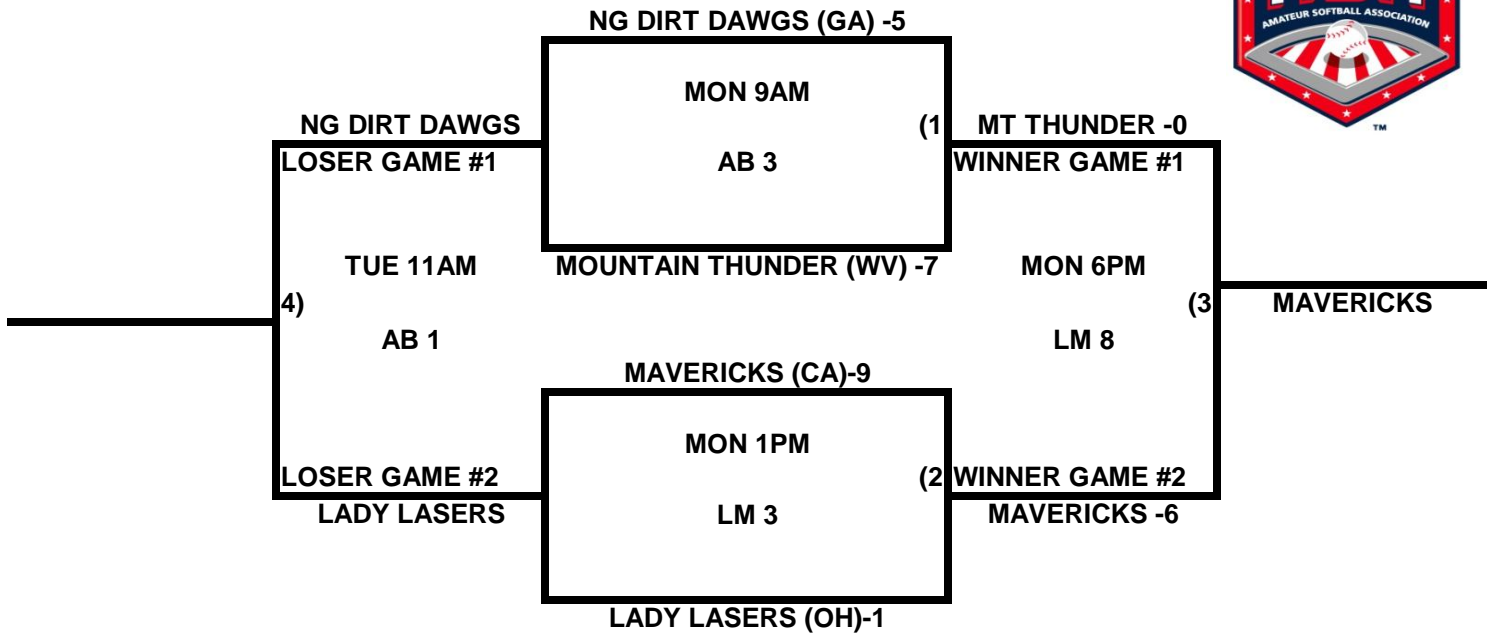 AMATEUR SOFTBALL ASSOCIATION
TM
NG DIRT DAWGS (GA) -5
MON 9AM
NG DIRT DAWGS
(1
MT THUNDER -0
LOSER GAME #1
AB 3
WINNER GAME #1
TUE 11AM
MOUNTAIN THUNDER (WV) -7
MON 6PM
4)
(3
MAVERICKS
AB 1
LM 8
MAVERICKS (CA)-9
MON 1PM
LOSER GAME #2
(2
WINNER GAME #2
LADY LASERS
LM 3
MAVERICKS -6
LADY LASERS (OH)-1